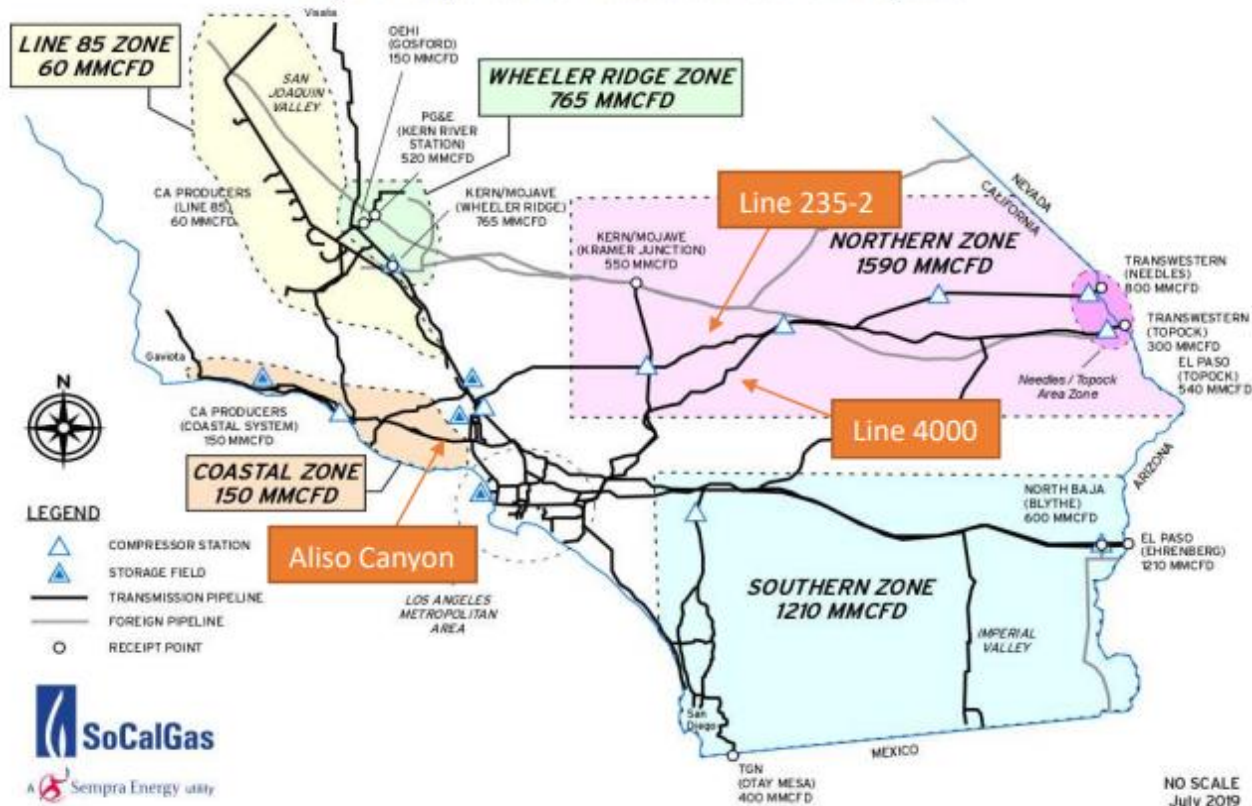 Visalia
OEHI
(GOSFORD)
150 MMCFD
LINE 85 ZONE
60 MMCFD
SAN
JOAQUIN
VALLEY
WHEELER RIDGE ZONE
765 MMCFD
PG&E
(KERN RIVER
STATION)
520 MMCFD
CA PRODUCERS
(LINE 85)
60 MMCFD
KERN/MOJAVE
(WHEELER RIDGE)
765 MMCFD
Line 235-2
NEVADA
CALIFORNIA
KERN/MOJAVE
(KRAMER JUNCTION)
550 MMCFD
NORTHERN ZONE
1590 MMCFD
TRANSWESTERN
(NEEDLES)
800 MMCFD
TRANSWESTERN
(TOPOCK)
300 MMCFD
EL PASO
(TOPOCK)
540 MMCFD
Needles / Topock
Area Zone
Gaviota
N
CA PRODUCERS
(COASTAL SYSTEM)
150 MMCFD
Line 4000
COASTAL ZONE
150 MMCFD
ARIZONA
NORTH BAJA
(BLYTHE)
600 MMCFD
EL PASO
(EHRENBERG)
1210 MMCFD
LEGEND
COMPRESSOR STATION
STORAGE FIELD
TRANSMISSION PIPELINE
FOREIGN PIPELINE
RECEIPT POINT
Aliso Canyon
LOS ANGELES
METROPOLITAN
AREA
SOUTHERN ZONE
1210 MMCFD
IMPERIAL
VALLEY
San
Diego
MEXICO
TGN
(OTAY MESA)
400 MMCFD
SoCalGas
A Sempra Energy utility
NO SCALE
July 2019